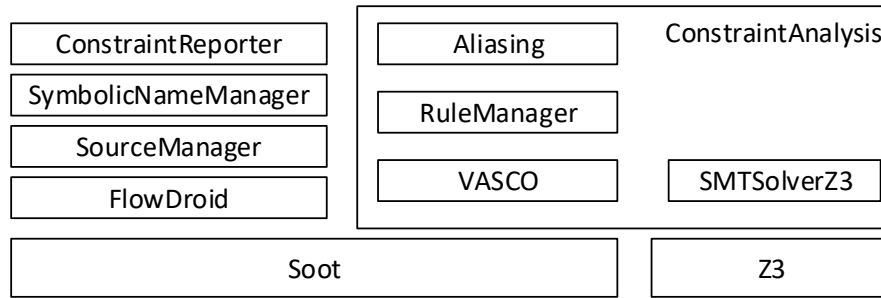 ConstraintReporter
SymbolicNameManager
SourceManager
FlowDroid
ConstraintAnalysis
Aliasing
RuleManager
VASCO
SMTSolverZ3
Soot
Z3